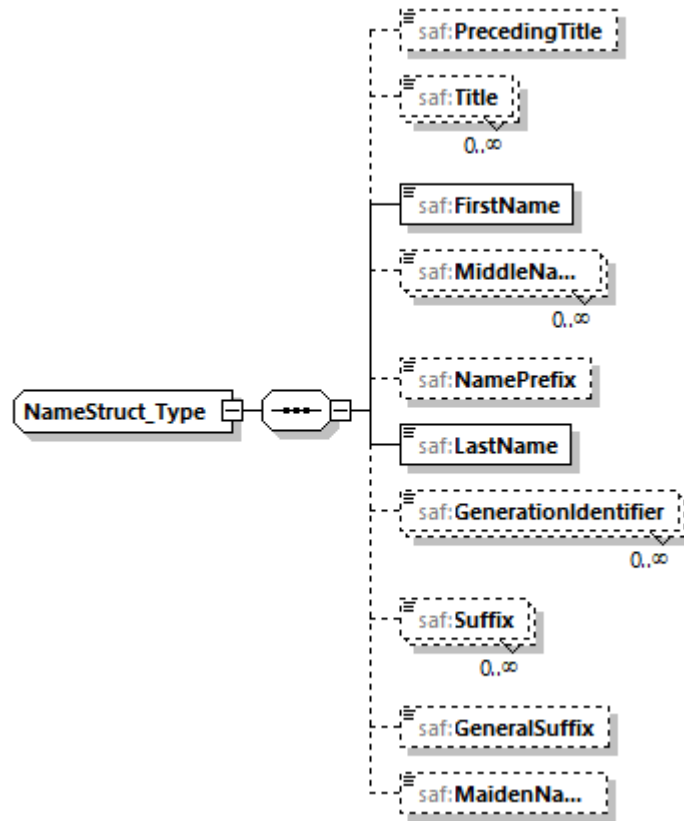 saf:PrecedingTitle
saf:Title
0..∞
saf:FirstName
saf:MiddleNa...
0..∞
saf:NamePrefix
NameStruct_Type
saf:LastName
saf:GenerationIdentifier
0..∞
saf:Suffix
0..∞
saf:GeneralSuffix
saf:MaidenNa...